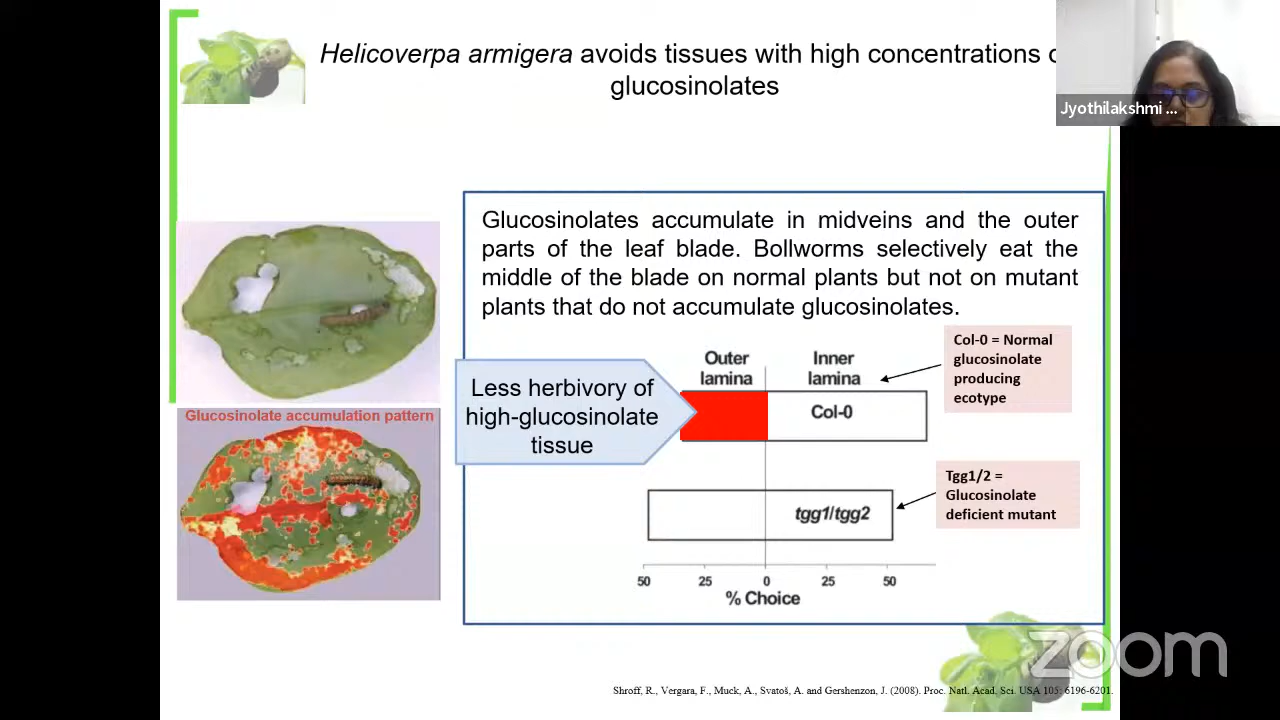 Helicoverpa armigera avoids tissues with high concentrations
glucosinolates
Jyothilakshmi ...
Glucosinolates accumulate in midveins and the outer
parts of the leaf blade. Bollworms selectively eat the
middle of the blade on normal plants but not on mutant
plants that do not accumulate glucosinolates.
Glucosinolate accumulation pattern
Less herbivory of
high-glucosinolate
tissue
Outer
lamina
Inner
lamina
Col-0
Col-0 = Normal
glucosinolate
producing
ecotype
tgg1/tgg2
Tgg1/2 =
Glucosinolate
deficient mutant
50 25 0 25 50
% Choice
zoom
Shroff, R., Vergara, F., Muck, A., Svatoš, A. and Gershenzon, J. (2008). Proc. Natl. Acad. Sci. USA 105: 6196-6201.